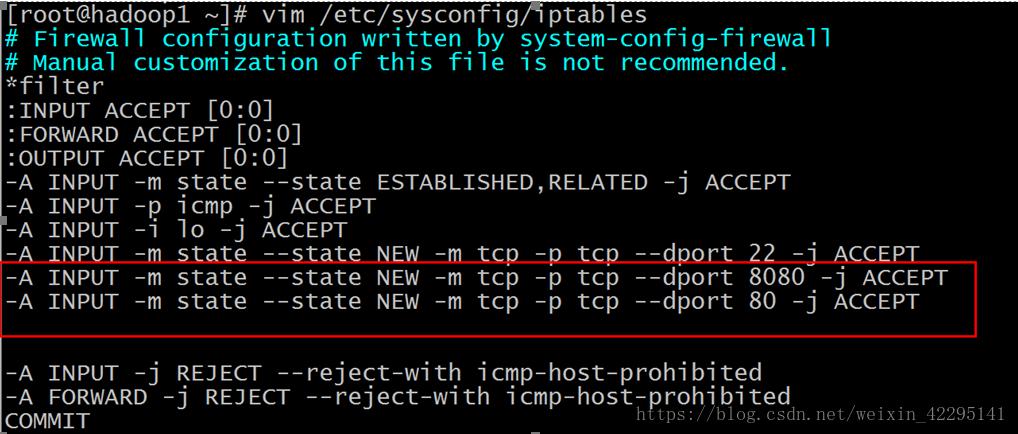 [root@hadoop1 ~]# vim /etc/sysconfig/iptables
# Firewall configuration written by system-config-firewall
# Manual customization of this file is not recommended.
*filter
:INPUT ACCEPT [0:0]
:FORWARD ACCEPT [0:0]
:OUTPUT ACCEPT [0:0]
-A INPUT -m state --state ESTABLISHED,RELATED -j ACCEPT
-A INPUT -p icmp -j ACCEPT
-A INPUT -i lo -j ACCEPT
-A INPUT -m state --state NEW -m tcp -p tcp --dport 22 -j ACCEPT
-A INPUT -m state --state NEW -m tcp -p tcp --dport 8080 -j ACCEPT
-A INPUT -m state --state NEW -m tcp -p tcp --dport 80 -j ACCEPT
-A INPUT -j REJECT --reject-with icmp-host-prohibited
-A FORWARD -j REJECT --reject-with icmp-host-prohibited
COMMIT
https://blog.csdn.net/weixin_42295141